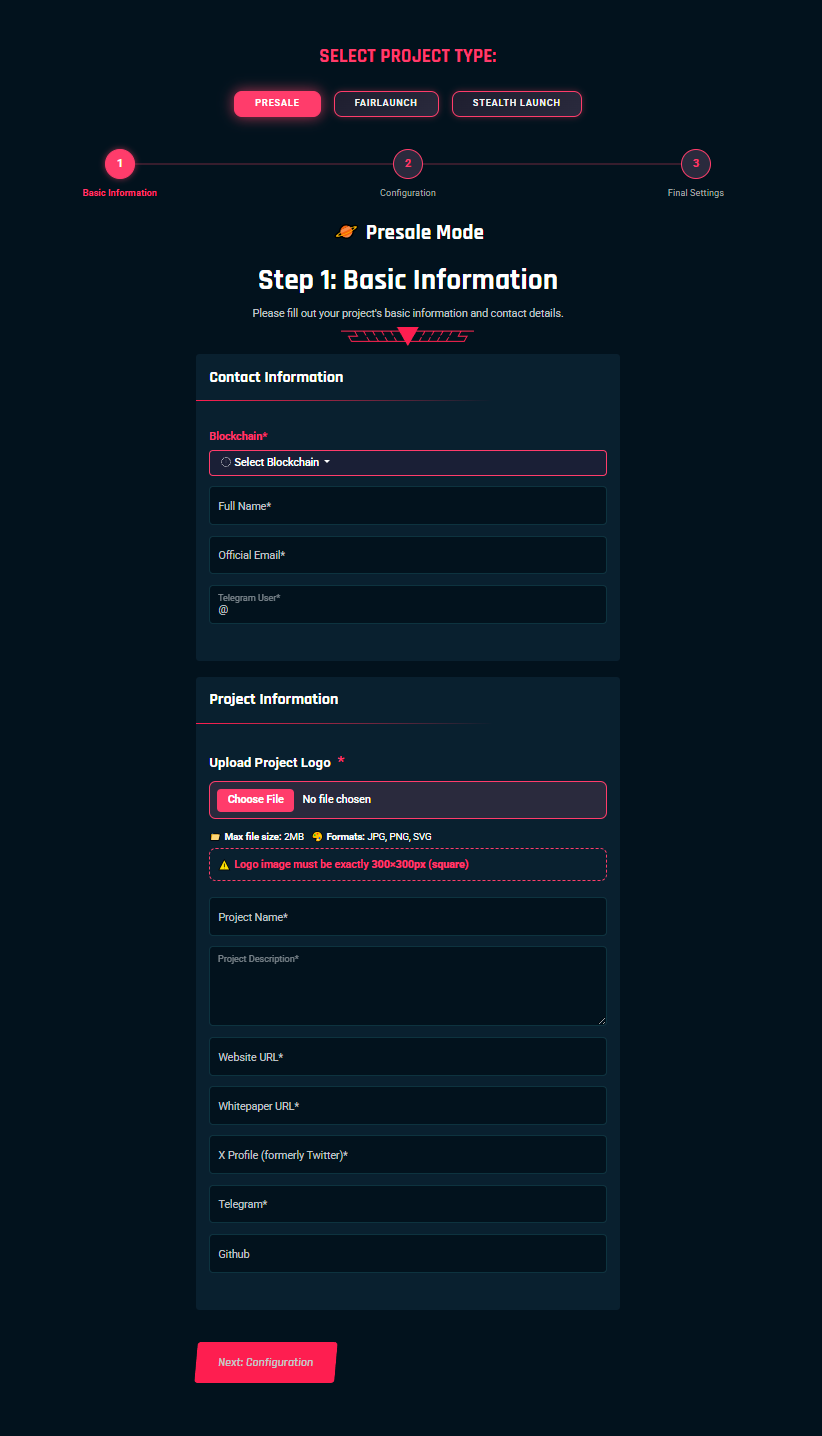 SELECT PROJECT TYPE:
PRESALE FAIRLAUNCH STEALTH LAUNCH
1 2 3
Basic Information Configuration Final Settings
Presale Mode
Step 1: Basic Information
Please fill out your project's basic information and contact details.
Contact Information
Blockchain*
Select Blockchain
Full Name*
Official Email*
Telegram User*
@
Project Information
Upload Project Logo *
Choose File No file chosen
Max file size: 2MB Formats: JPG, PNG, SVG
Logo image must be exactly 300×300px (square)
Project Name*
Project Description*
Website URL*
Whitepaper URL*
X Profile (formerly Twitter)*
Telegram*
Github
Next: Configuration